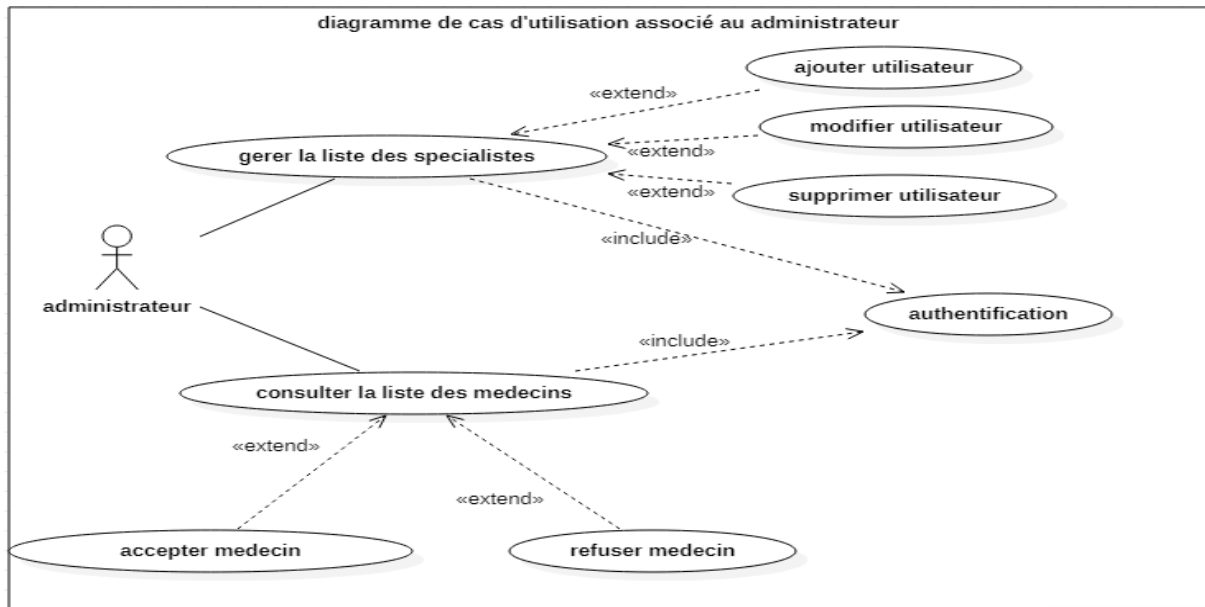 diagramme de cas d'utilisation associé au administrateur
ajouter utilisateur
«extend»
modifier utilisateur
gerer la liste des specialistes
«extend»
«extend»
supprimer utilisateur
«include»
administrateur
authentification
«include»
consulter la liste des medecins
«extend»
«extend»
accepter medecin
refuser medecin